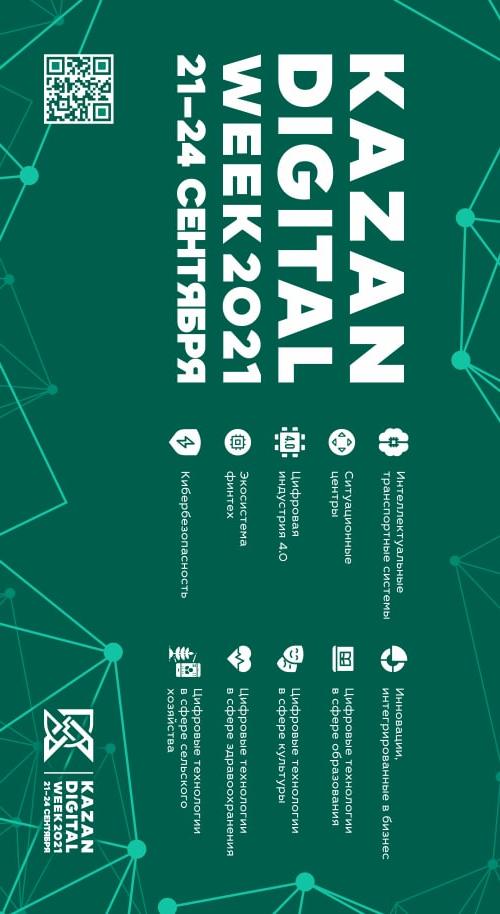 KAZAN
DIGITAL
WEEK 2021
21–24 СЕНТЯБРЯ
Интеллектуальные
транспортные системы
Ситуационные
центры
4.0
Цифровая
индустрия 4.0
Экосистема
финтех
Кибербезопасность
Инновации,
интегрированные в бизнес
Цифровые технологии
в сфере образования
Цифровые технологии
в сфере культуры
Цифровые технологии
в сфере здравоохранения
Цифровые технологии
в сфере сельского
хозяйства
KAZAN
DIGITAL
WEEK 2021
21–24 СЕНТЯБРЯ